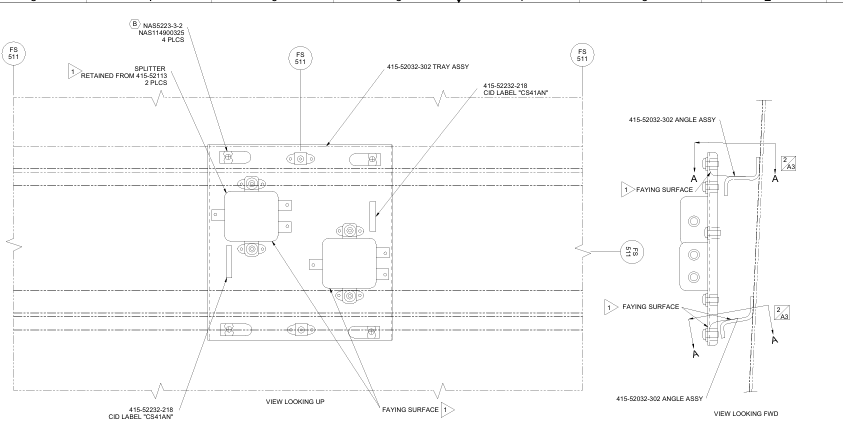 B NAS5223-3-2
NAS114900325
4 PLCS
FS
511
FS
511
FS
511
1 SPLITTER
RETAINED FROM 415-52113
2 PLCS
415-52032-302 TRAY ASSY
415-52232-218
CID LABEL "CS41AN"
415-52032-302 ANGLE ASSY
2
A3
A
A
1 FAYING SURFACE
FS
511
1 FAYING SURFACE
2
A3
A
A
415-52032-302 ANGLE ASSY
VIEW LOOKING UP
415-52232-218
CID LABEL "CS41AN"
FAYING SURFACE 1
VIEW LOOKING FWD